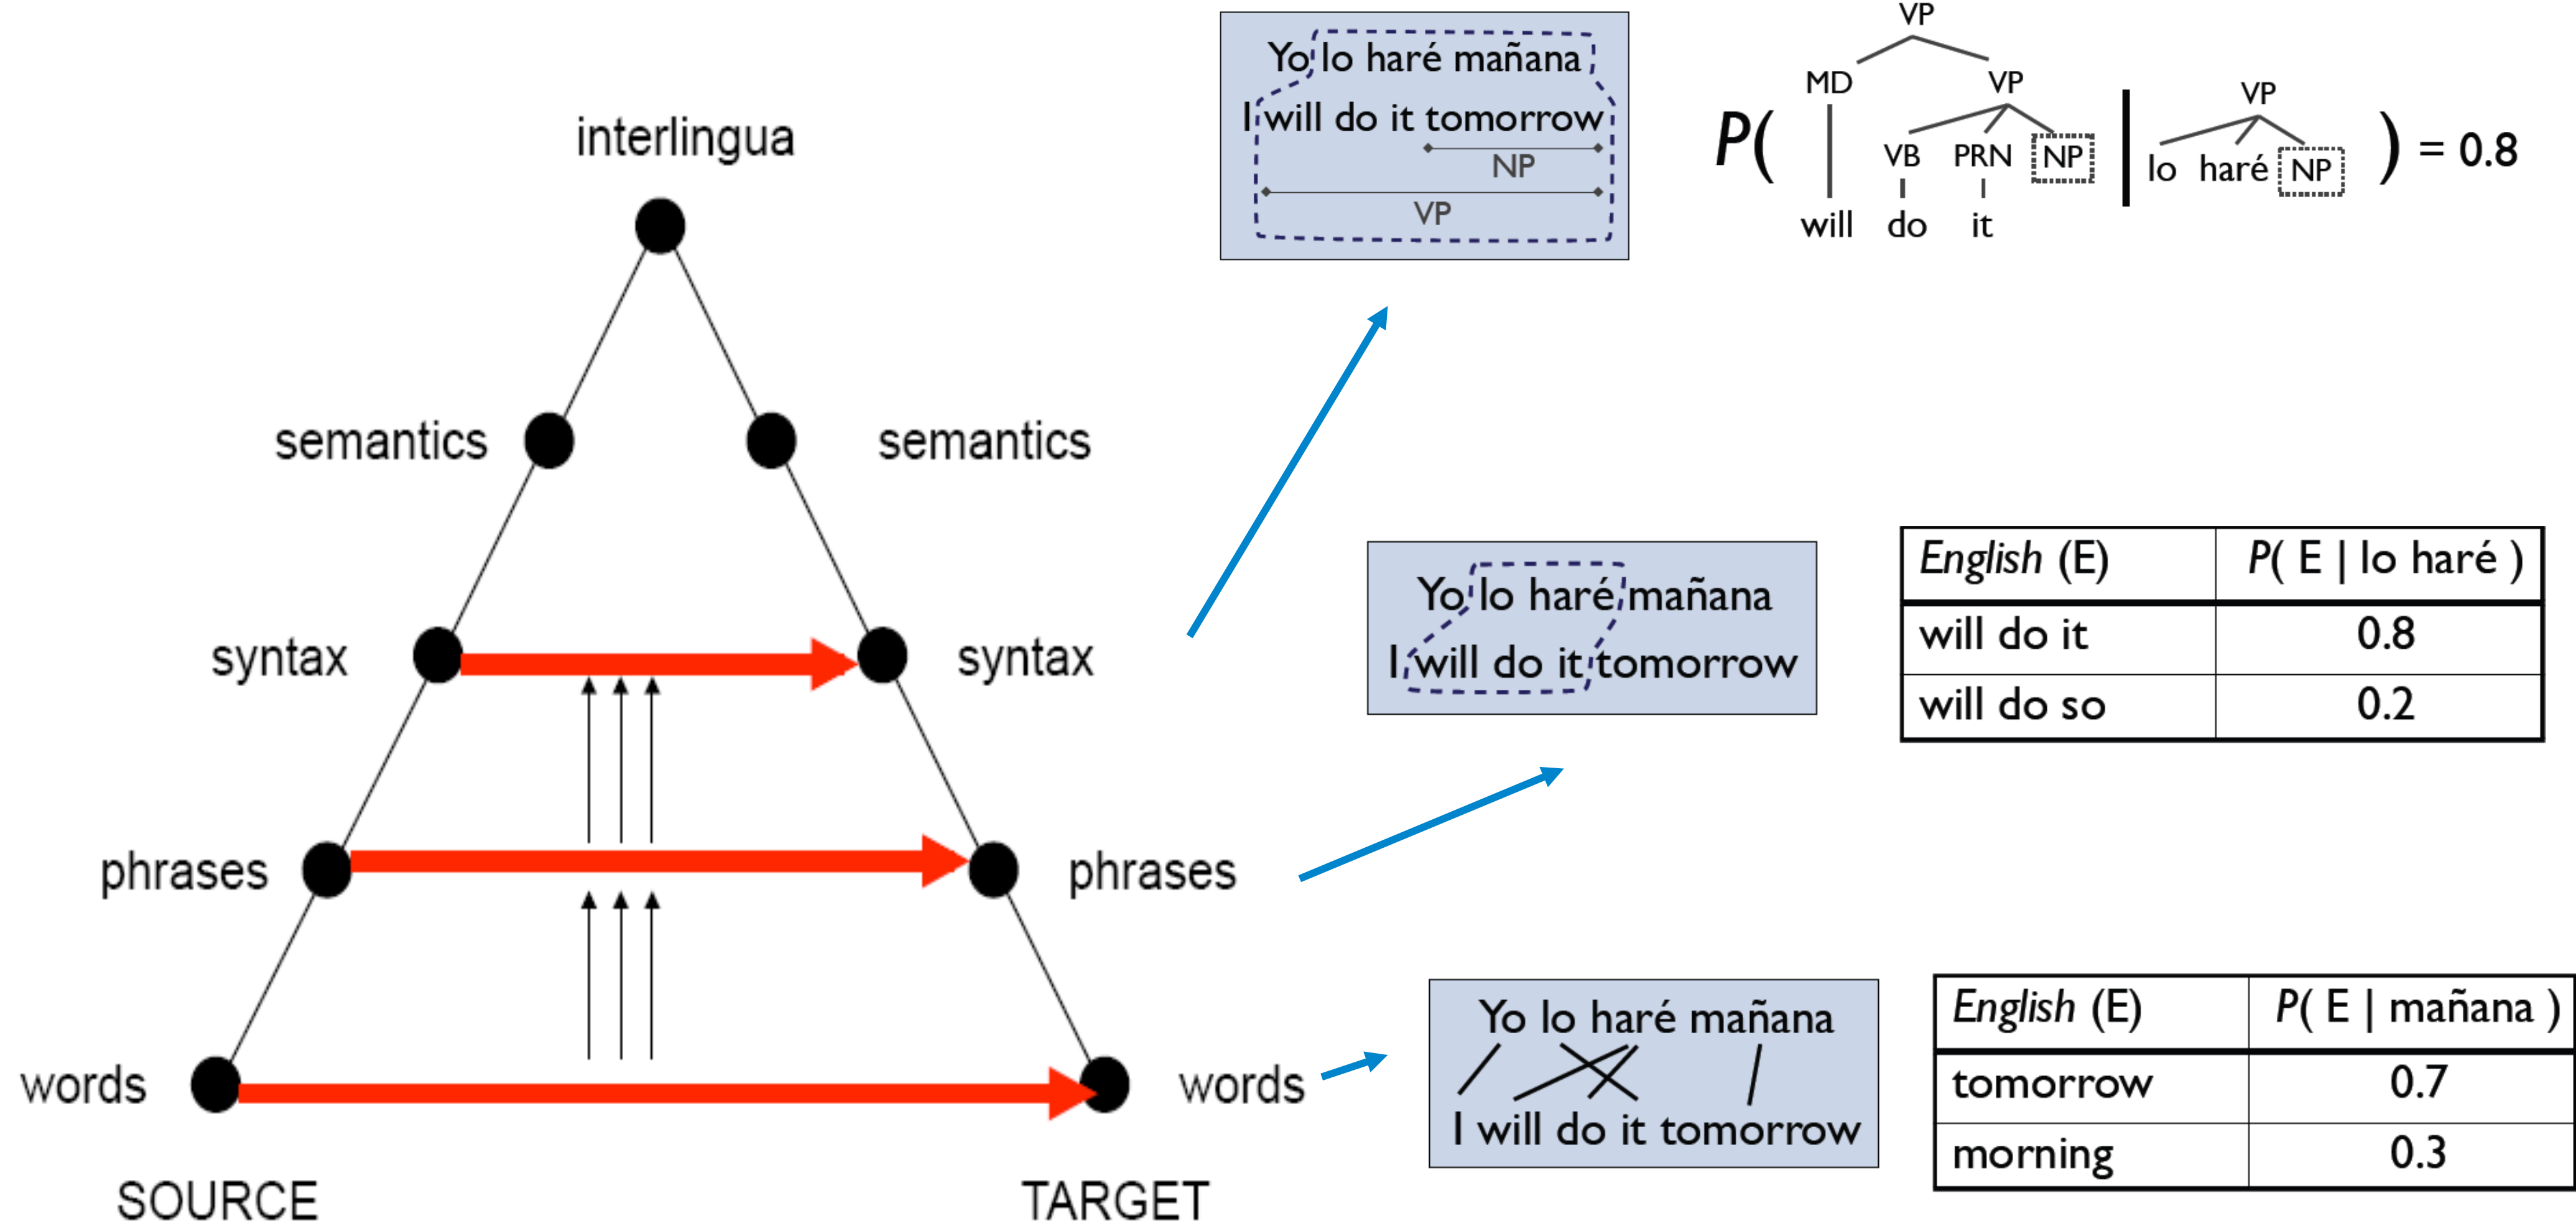 interlingua
semantics
semantics
syntax
syntax
phrases
phrases
words
words
SOURCE
TARGET
Yo lo haré mañana
I will do it tomorrow
NP
VP
VP
MD
VP
VP
P(
VB PRN NP
lo haré NP
) = 0.8
will do it
Yo lo haré mañana
I will do it tomorrow
English (E) P( E | lo haré )
will do it 0.8
will do so 0.2
Yo lo haré mañana
I will do it tomorrow
English (E) P( E | mañana )
tomorrow 0.7
morning 0.3